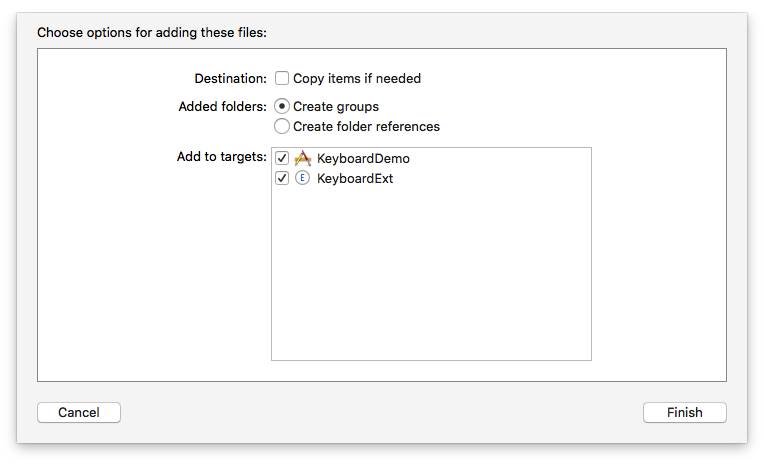 Choose options for adding these files:
Destination: Copy items if needed
Added folders: Create groups
Create folder references
Add to targets: KeyboardDemo
E KeyboardExt
Cancel Finish